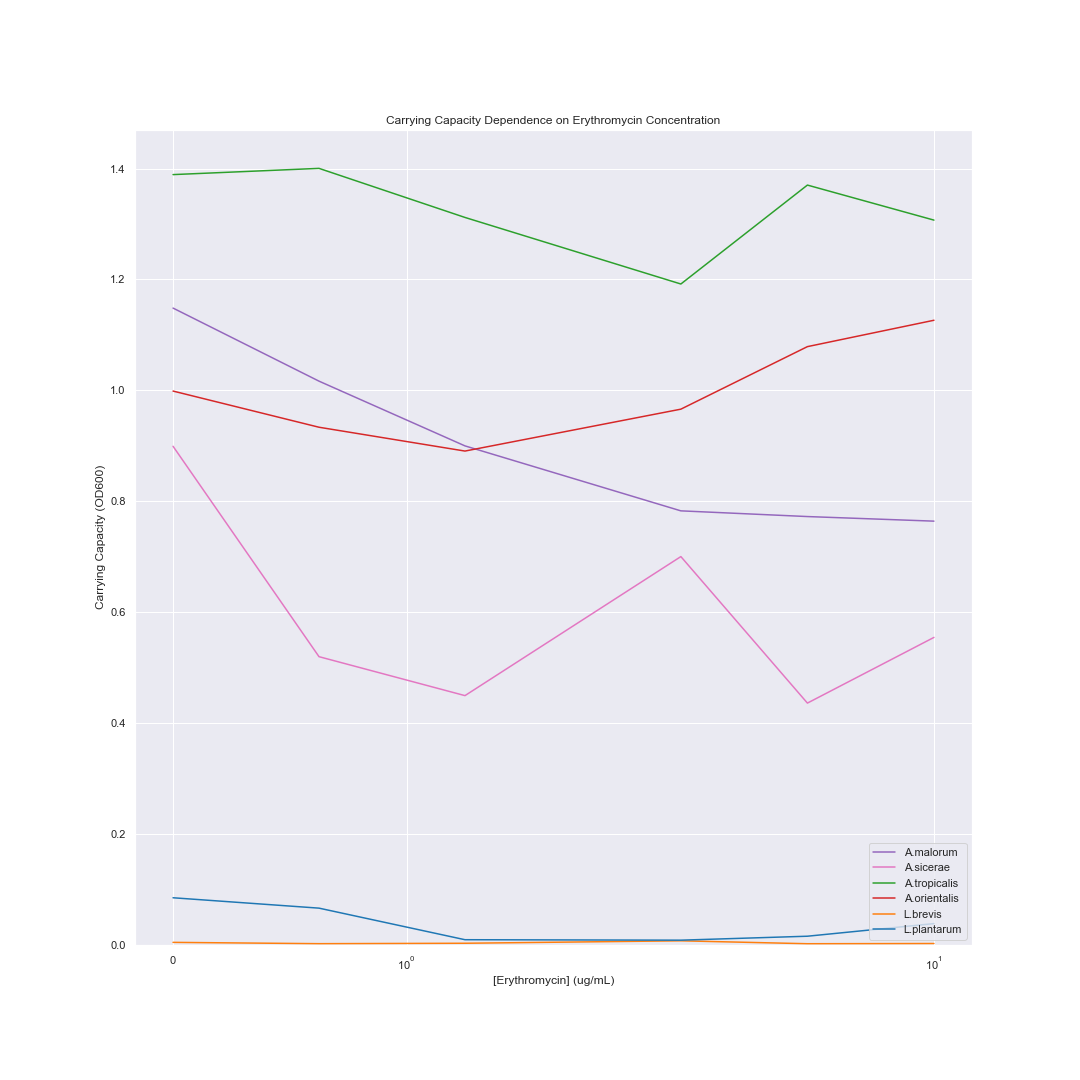 Carrying Capacity Dependence on Erythromycin Concentration
1.4
1.2
1.0
0.8
0.6
0.4
0.2
0.0
Carrying Capacity (OD600)
A.malorum
A.sicerae
A.tropicalis
A.orientalis
L.brevis
L.plantarum
0 10⁰ 10¹
[Erythromycin] (ug/mL)